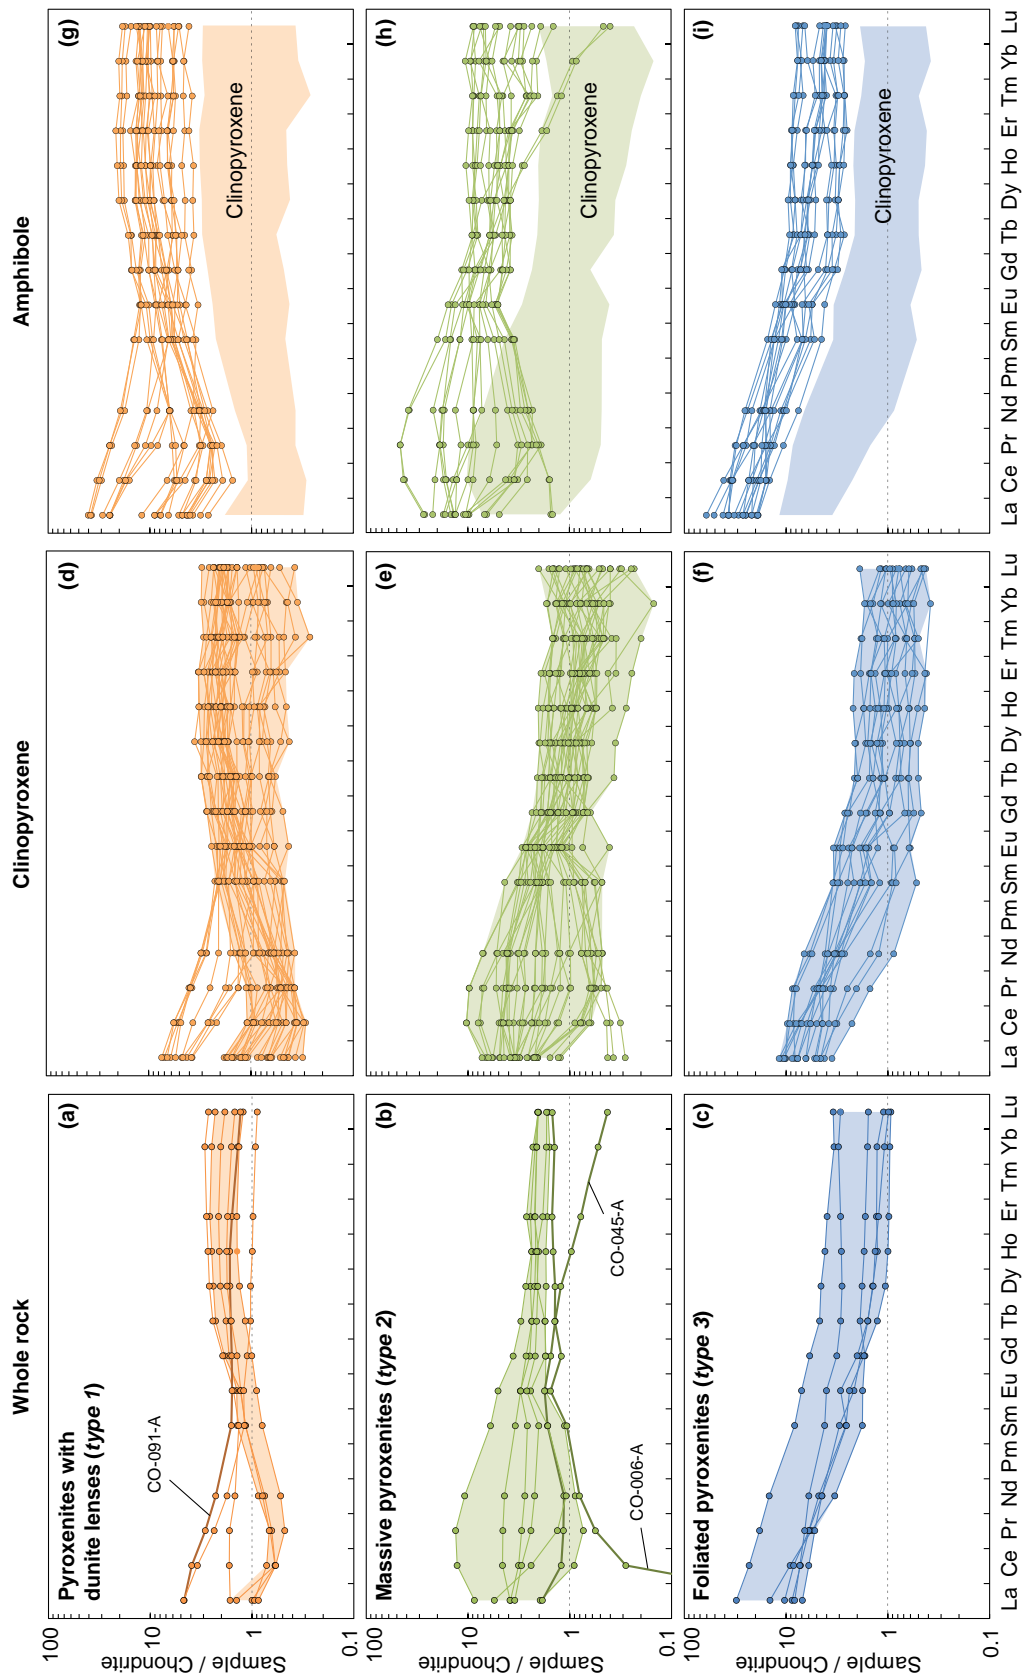 Whole rock
Clinopyroxene
Amphibole
100
10
1
0.1
Sample / Chondrite
Pyroxenites with
dunite lenses (type 1)
(a)
CO-091-A
(d)
(g)
Clinopyroxene
100
10
1
0.1
Sample / Chondrite
Massive pyroxenites (type 2)
(b)
CO-045-A
CO-006-A
(e)
(h)
Clinopyroxene
100
10
1
0.1
Sample / Chondrite
Foliated pyroxenites (type 3)
(c)
(f)
(i)
Clinopyroxene
La Ce Pr Nd Pm Sm Eu Gd Tb Dy Ho Er Tm Yb Lu
La Ce Pr Nd Pm Sm Eu Gd Tb Dy Ho Er Tm Yb Lu
La Ce Pr Nd Pm Sm Eu Gd Tb Dy Ho Er Tm Yb Lu